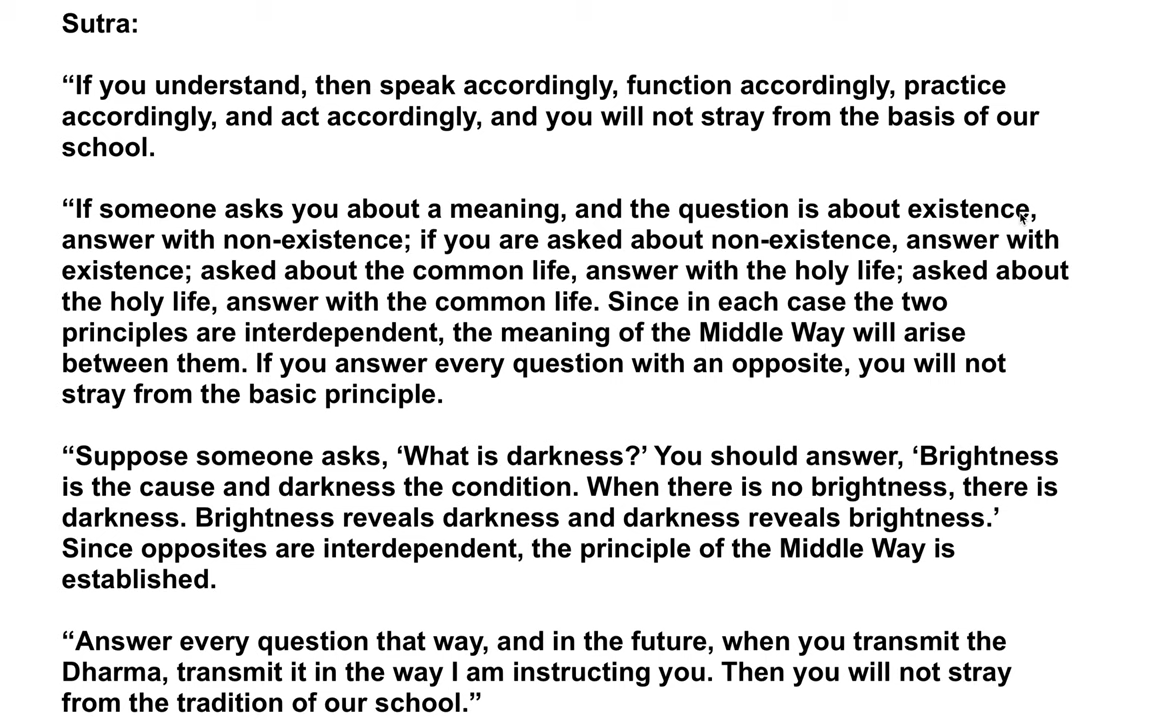 Sutra:
“If you understand, then speak accordingly, function accordingly, practice
accordingly, and act accordingly, and you will not stray from the basis of our
school.
“If someone asks you about a meaning, and the question is about existence,
answer with non-existence; if you are asked about non-existence, answer with
existence; asked about the common life, answer with the holy life; asked about
the holy life, answer with the common life. Since in each case the two
principles are interdependent, the meaning of the Middle Way will arise
between them. If you answer every question with an opposite, you will not
stray from the basic principle.
“Suppose someone asks, ‘What is darkness?’ You should answer, ‘Brightness
is the cause and darkness the condition. When there is no brightness, there is
darkness. Brightness reveals darkness and darkness reveals brightness.’
Since opposites are interdependent, the principle of the Middle Way is
established.
“Answer every question that way, and in the future, when you transmit the
Dharma, transmit it in the way I am instructing you. Then you will not stray
from the tradition of our school.”